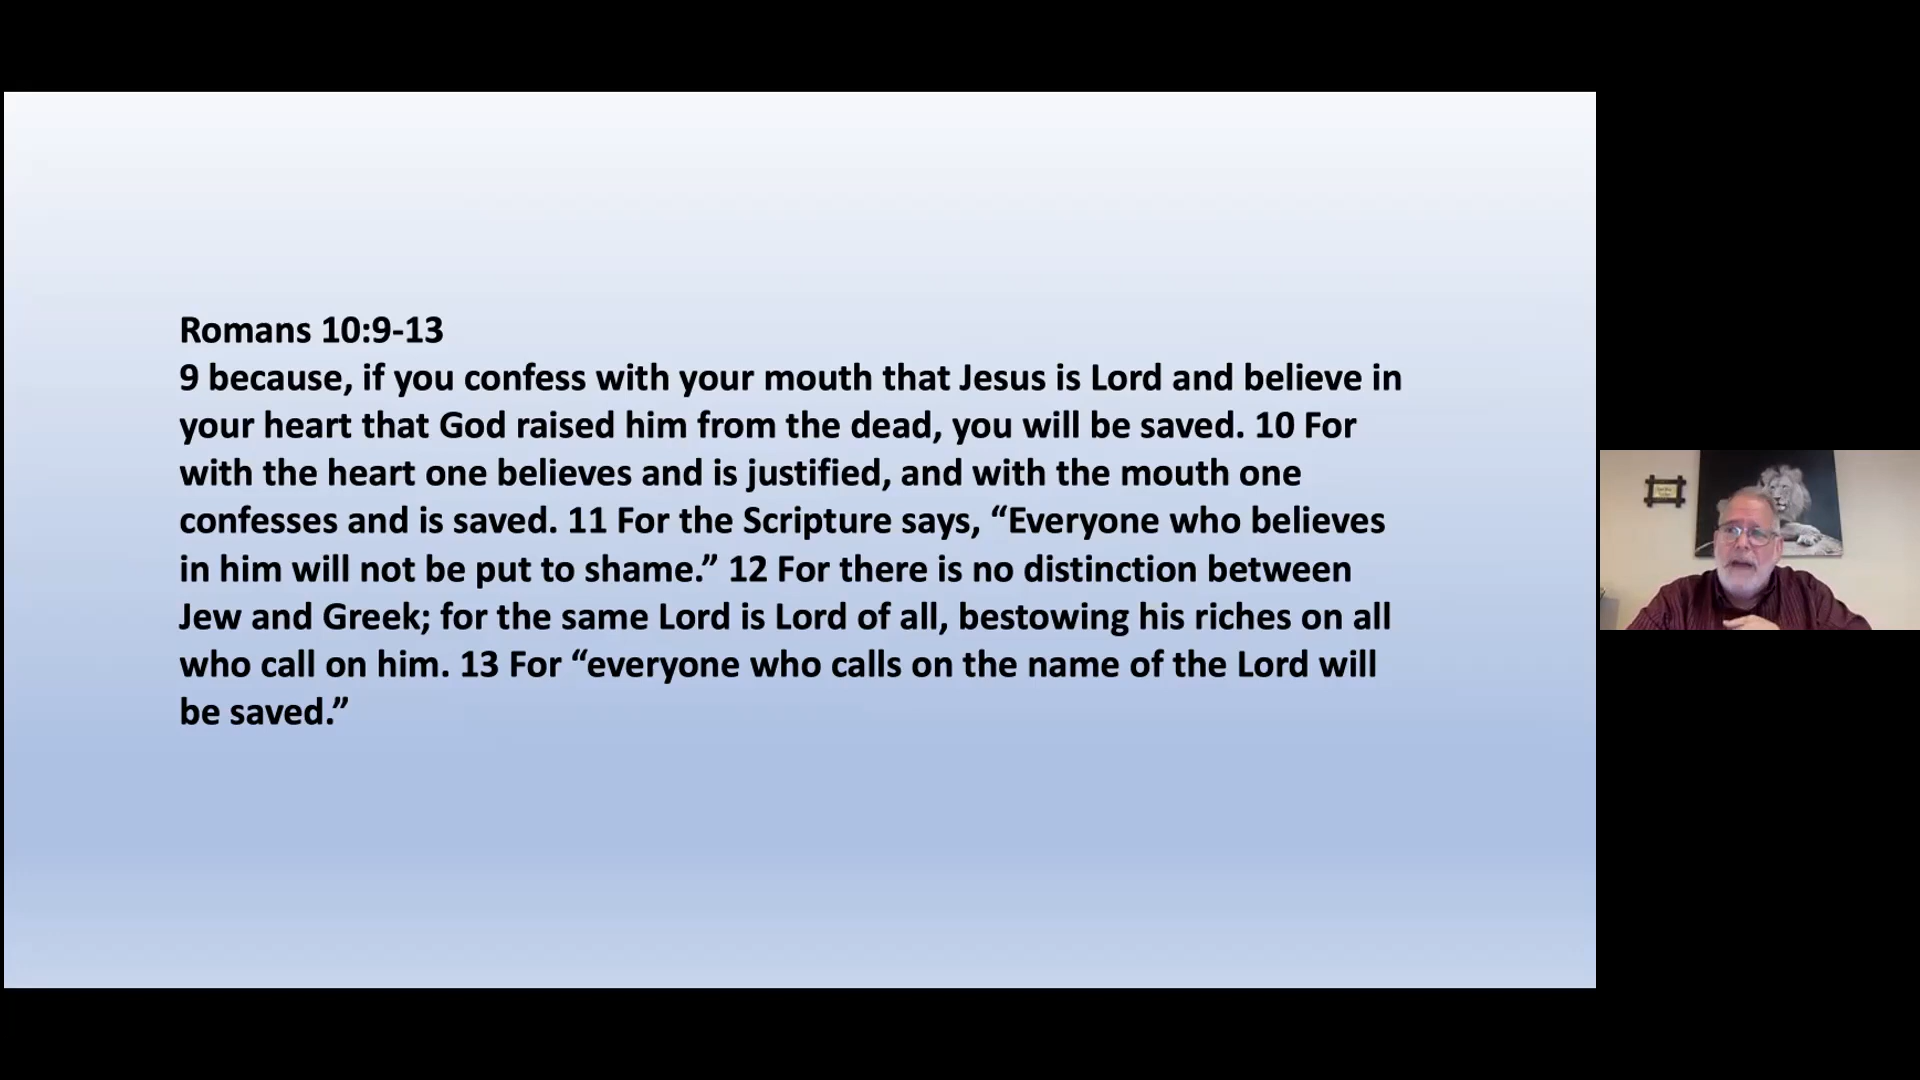 Romans 10:9-13
9 because, if you confess with your mouth that Jesus is Lord and believe in
your heart that God raised him from the dead, you will be saved. 10 For
with the heart one believes and is justified, and with the mouth one
confesses and is saved. 11 For the Scripture says, “Everyone who believes
in him will not be put to shame.” 12 For there is no distinction between
Jew and Greek; for the same Lord is Lord of all, bestowing his riches on all
who call on him. 13 For “everyone who calls on the name of the Lord will
be saved.”